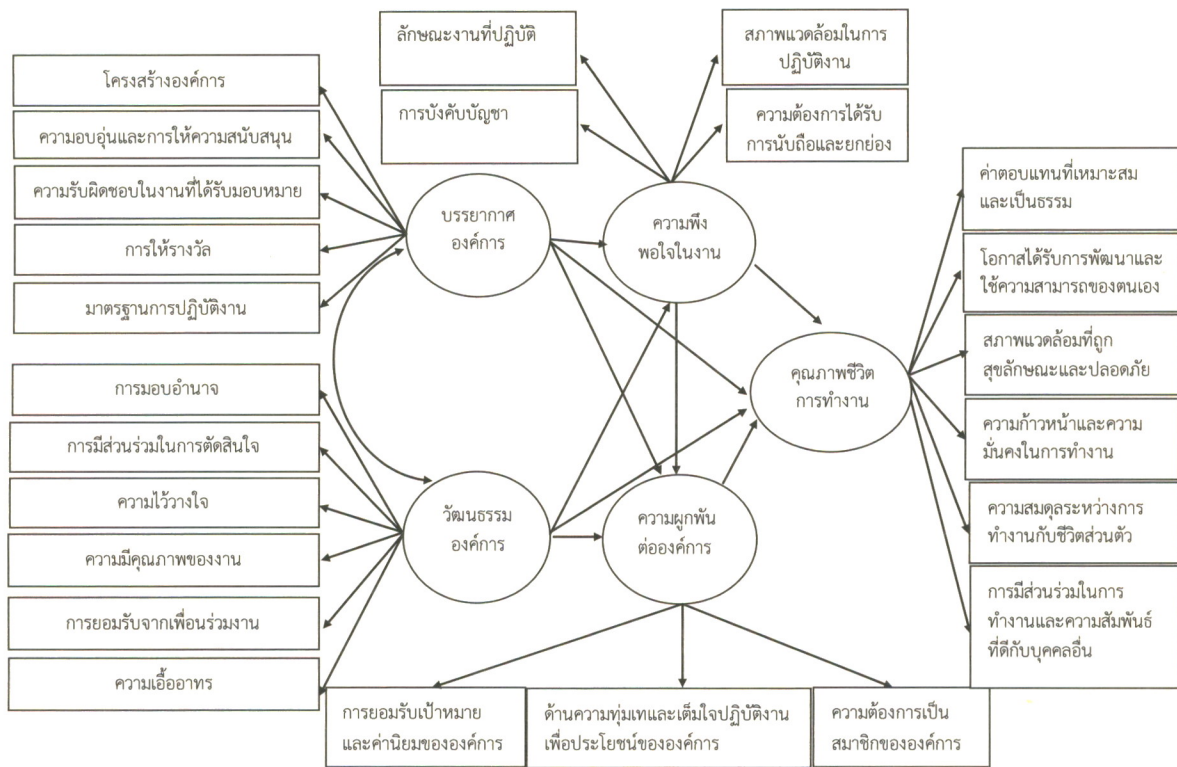 ลักษณะงานที่ปฏิบัติ
สภาพแวดล้อมในการ
ปฏิบัติงาน
การบังคับบัญชา
ความต้องการได้รับ
การนับถือและยกย่อง
โครงสร้างองค์การ
ความอบอุ่นและการให้ความสนับสนุน
ความรับผิดชอบในงานที่ได้รับมอบหมาย
การให้รางวัล
มาตรฐานการปฏิบัติงาน
บรรยากาศ
องค์การ
ความพึง
พอใจในงาน
ค่าตอบแทนที่เหมาะสม
และเป็นธรรม
โอกาสได้รับการพัฒนาและ
ใช้ความสามารถของตนเอง
สภาพแวดล้อมที่ถูก
สุขลักษณะและปลอดภัย
คุณภาพชีวิต
การทำงาน
ความก้าวหน้าและความ
มั่นคงในการทำงาน
ความสมดุลระหว่างการ
ทำงานกับชีวิตส่วนตัว
การมีส่วนร่วมในการ
ทำงานและความสัมพันธ์
ที่ดีกับบุคคลอื่น
การมอบอำนาจ
การมีส่วนร่วมในการตัดสินใจ
ความไว้วางใจ
ความมีคุณภาพของงาน
การยอมรับจากเพื่อนร่วมงาน
ความเอื้ออาทร
วัฒนธรรม
องค์การ
ความผูกพัน
ต่อองค์การ
การยอมรับเป้าหมาย
และค่านิยมขององค์การ
ด้านความทุ่มเทและเต็มใจปฏิบัติงาน
เพื่อประโยชน์ขององค์การ
ความต้องการเป็น
สมาชิกขององค์การ